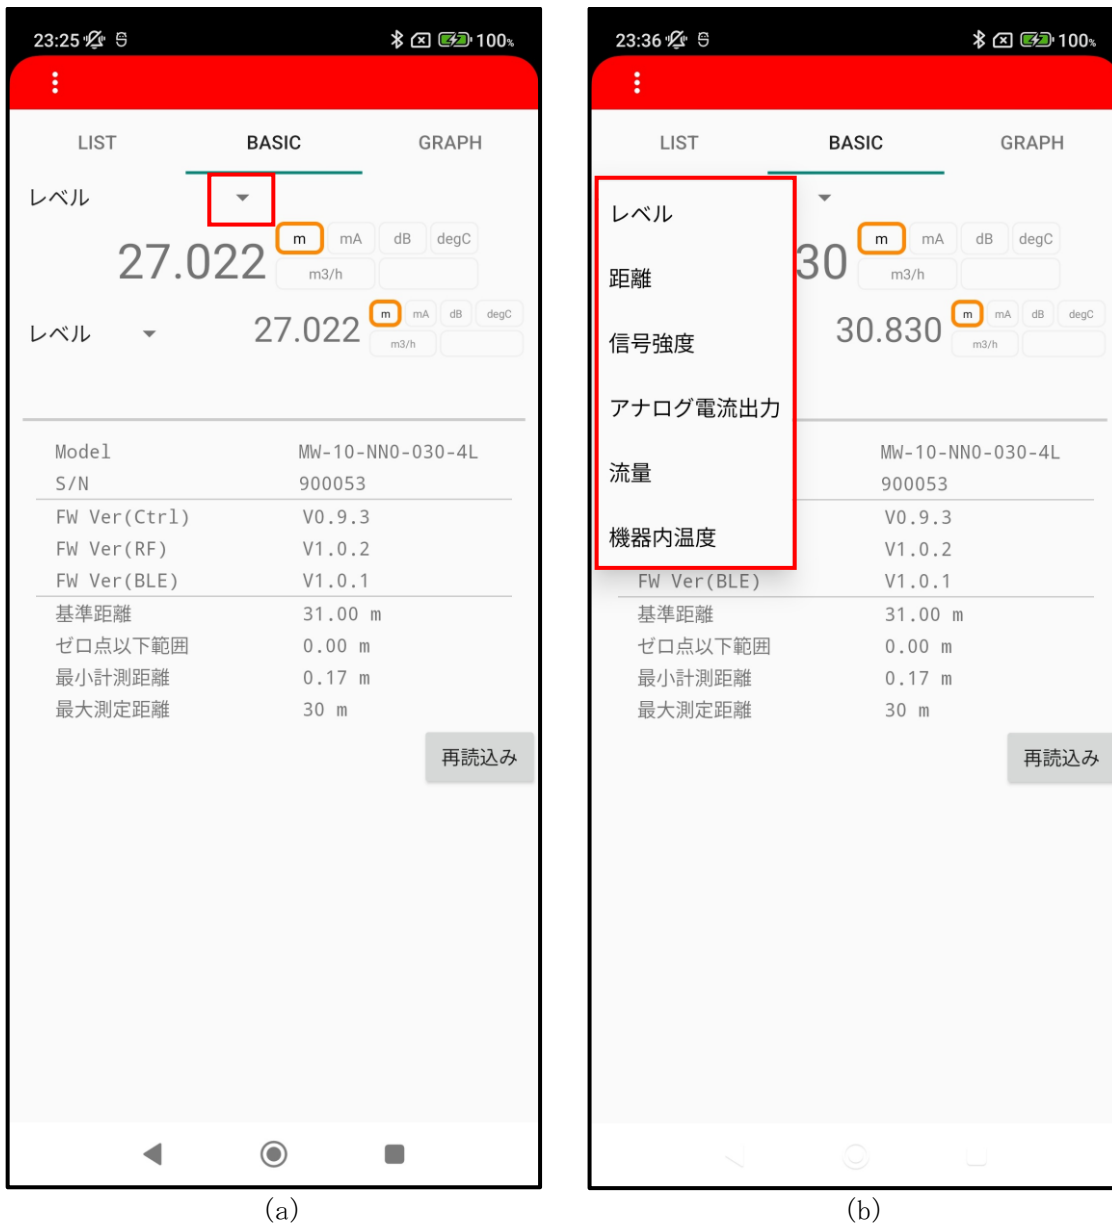 23:25 100%
LIST BASIC GRAPH
レベル
27.022 m mA dB degC
m3/h
レベル 27.022 m mA dB degC
m3/h
Model MW-10-NN0-030-4L
S/N 900053
FW Ver(Ctrl) V0.9.3
FW Ver(RF) V1.0.2
FW Ver(BLE) V1.0.1
基準距離 31.00 m
ゼロ点以下範囲 0.00 m
最小計測距離 0.17 m
最大測定距離 30 m
再読込み
(a)
23:36 100%
LIST BASIC GRAPH
レベル
距離
信号強度
アナログ電流出力
流量
機器内温度
30 m mA dB degC
m3/h
30.830 m mA dB degC
m3/h
MW-10-NN0-030-4L
900053
V0.9.3
V1.0.2
FW Ver(BLE) V1.0.1
基準距離 31.00 m
ゼロ点以下範囲 0.00 m
最小計測距離 0.17 m
最大測定距離 30 m
再読込み
(b)